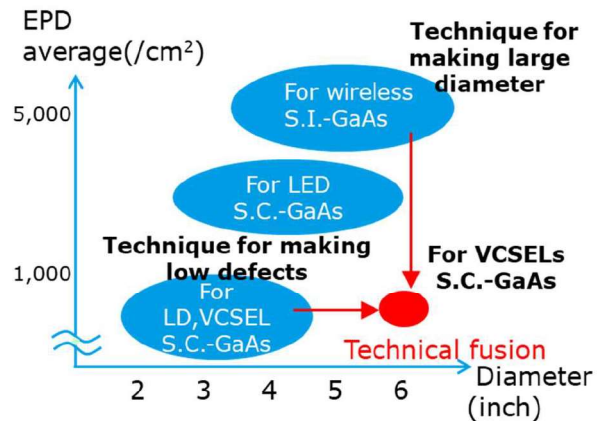 EPD
average(/cm²)
Technique for
making large
diameter
5,000
For wireless
S.I.-GaAs
For LED
S.C.-GaAs
Technique for making
low defects
For VCSELs
S.C.-GaAs
1,000
For
LD,VCSEL
S.C.-GaAs
Technical fusion
2 3 4 5 6
Diameter
(inch)